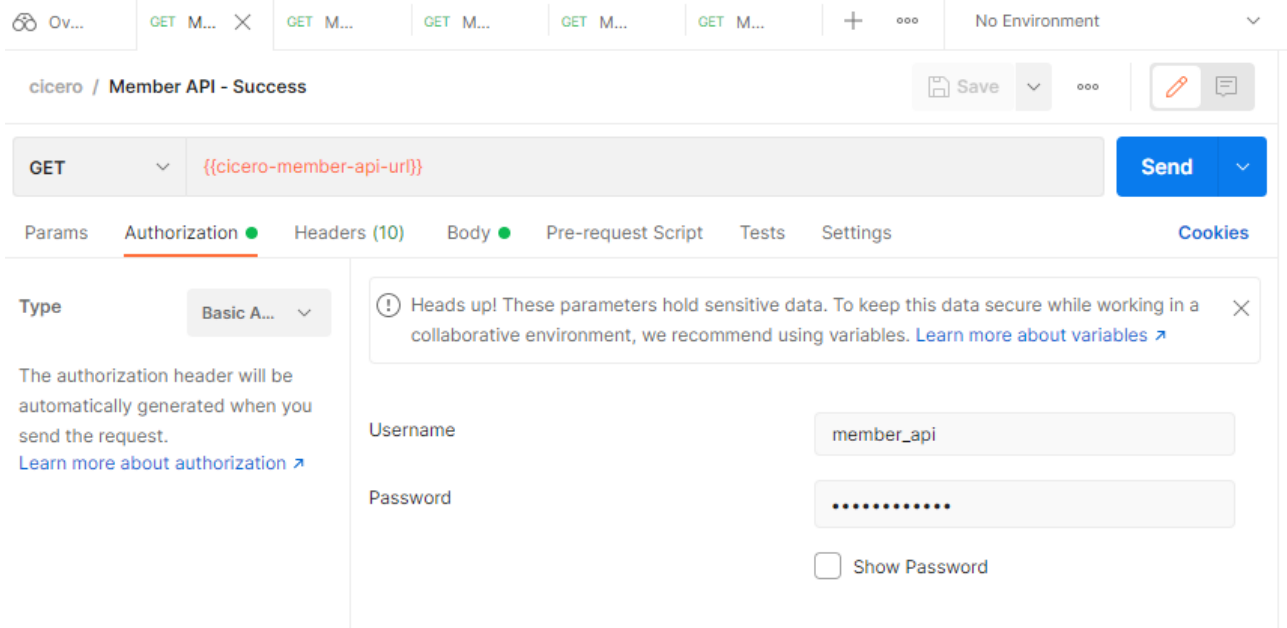 Ov...
GET M...
GET M...
GET M...
GET M...
GET M...
No Environment
cicero / Member API - Success
Save
GET
{{cicero-member-api-url}}
Send
Params
Authorization
Headers (10)
Body
Pre-request Script
Tests
Settings
Cookies
Type
Basic A...
The authorization header will be
automatically generated when you
send the request.
Learn more about authorization ↗
Heads up! These parameters hold sensitive data. To keep this data secure while working in a
collaborative environment, we recommend using variables. Learn more about variables ↗
Username
member_api
Password
••••••••••••
Show Password